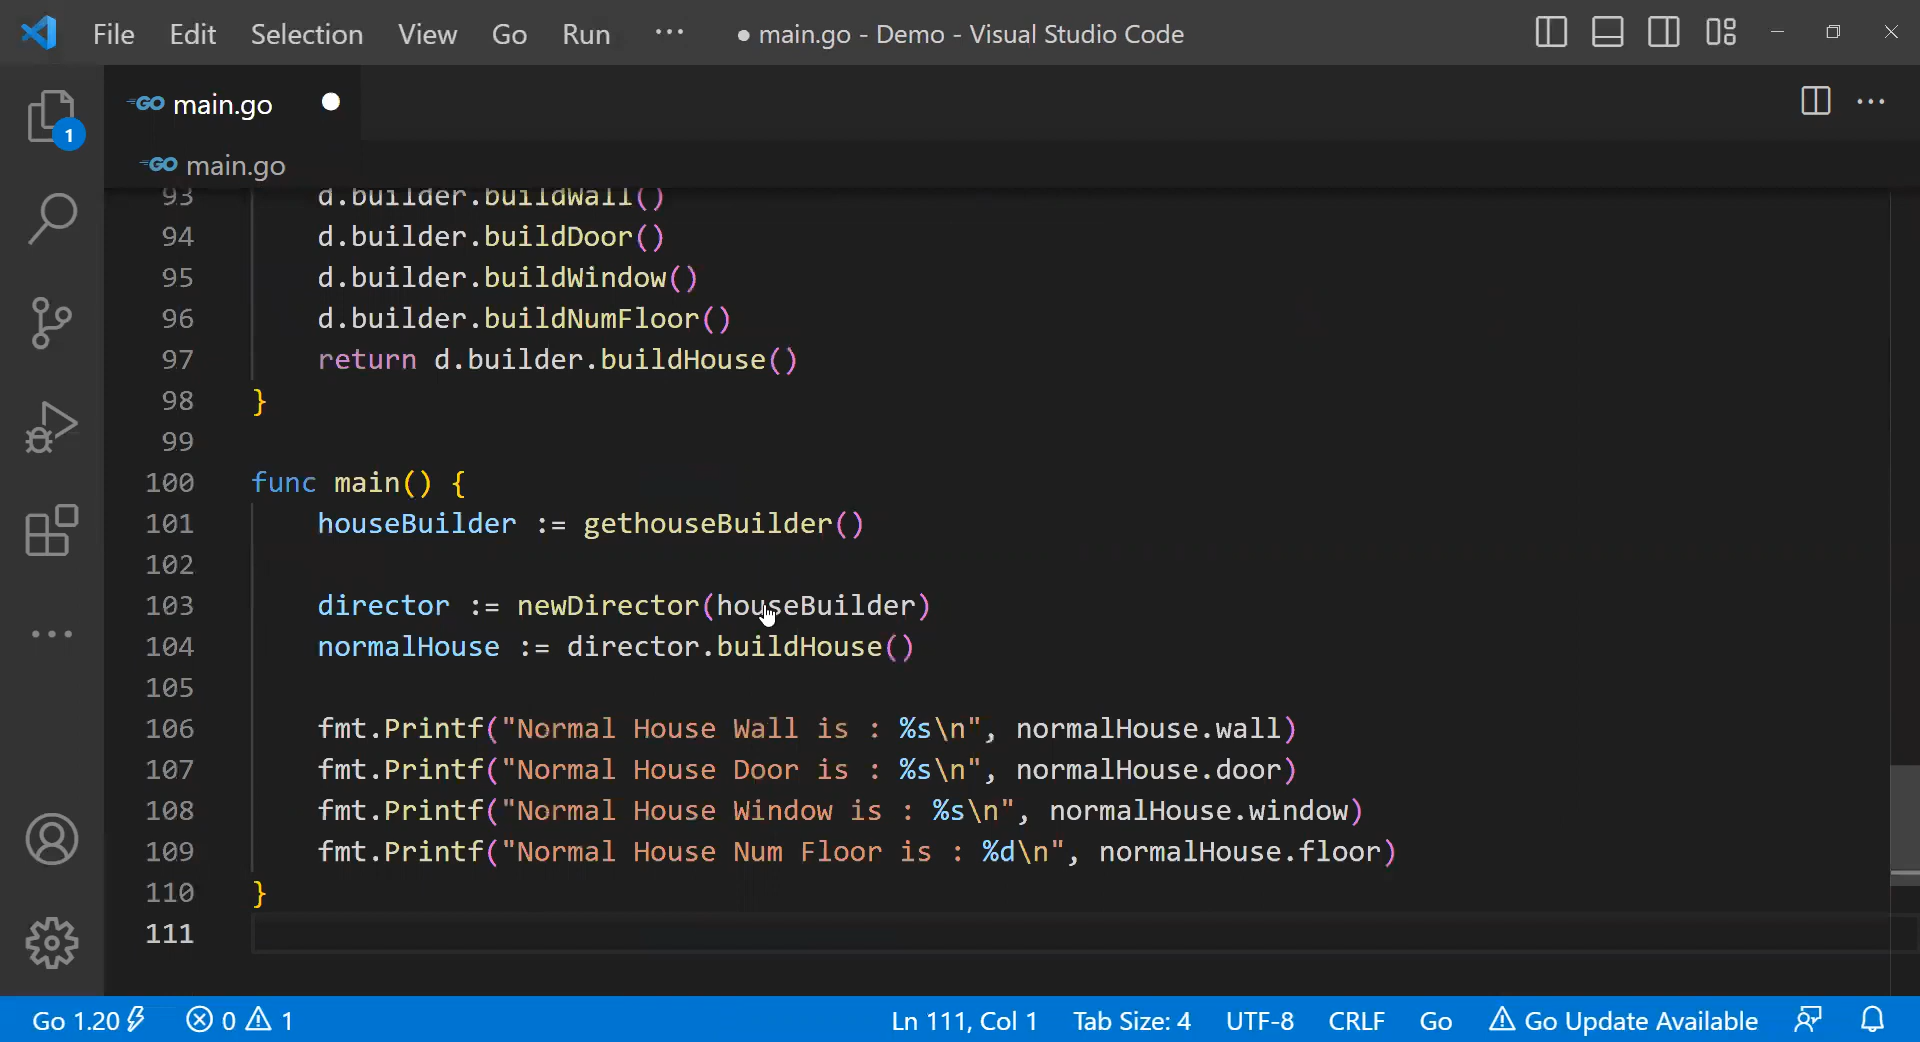 File Edit Selection View Go Run ··· ● main.go - Demo - Visual Studio Code
GO main.go
GO main.go
93 d.builder.buildWall()
94 d.builder.buildDoor()
95 d.builder.buildWindow()
96 d.builder.buildNumFloor()
97 return d.builder.buildHouse()
98 }
99
100 func main() {
101 houseBuilder := gethouseBuilder()
102
103 director := newDirector(houseBuilder)
104 normalHouse := director.buildHouse()
105
106 fmt.Printf("Normal House Wall is : %s\n", normalHouse.wall)
107 fmt.Printf("Normal House Door is : %s\n", normalHouse.door)
108 fmt.Printf("Normal House Window is : %s\n", normalHouse.window)
109 fmt.Printf("Normal House Num Floor is : %d\n", normalHouse.floor)
110 }
111
1
Go 1.20 0 1 Ln 111, Col 1 Tab Size: 4 UTF-8 CRLF Go Go Update Available